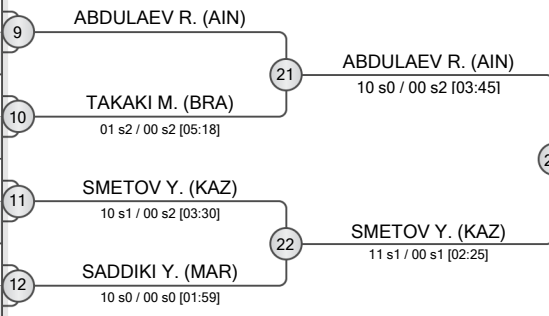 9
ABDULAEV R. (AIN)
21
ABDULAEV R. (AIN)
10 s0 / 00 s2 [03:45]
10
TAKAKI M. (BRA)
01 s2 / 00 s2 [05:18]
11
SMETOV Y. (KAZ)
10 s1 / 00 s2 [03:30]
22
SMETOV Y. (KAZ)
11 s1 / 00 s1 [02:25]
12
SADDIKI Y. (MAR)
10 s0 / 00 s0 [01:59]